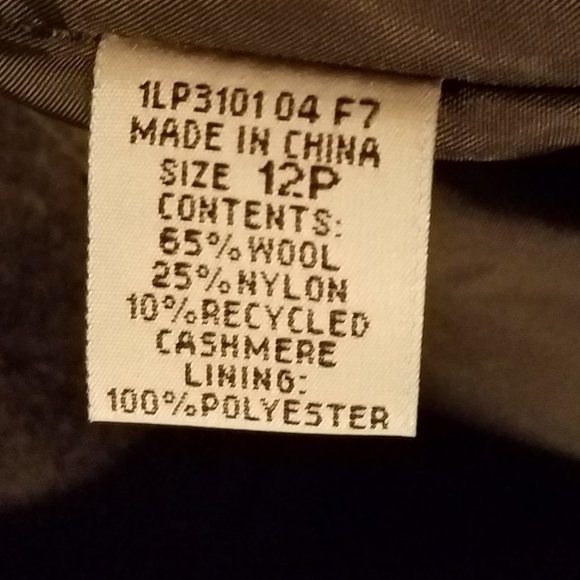 1LP3101 04 F7
MADE IN CHINA
SIZE 12P
CONTENTS:
65%WOOL
25%NYLON
10%RECYCLED
CASHMERE
LINING:
100%POLYESTER